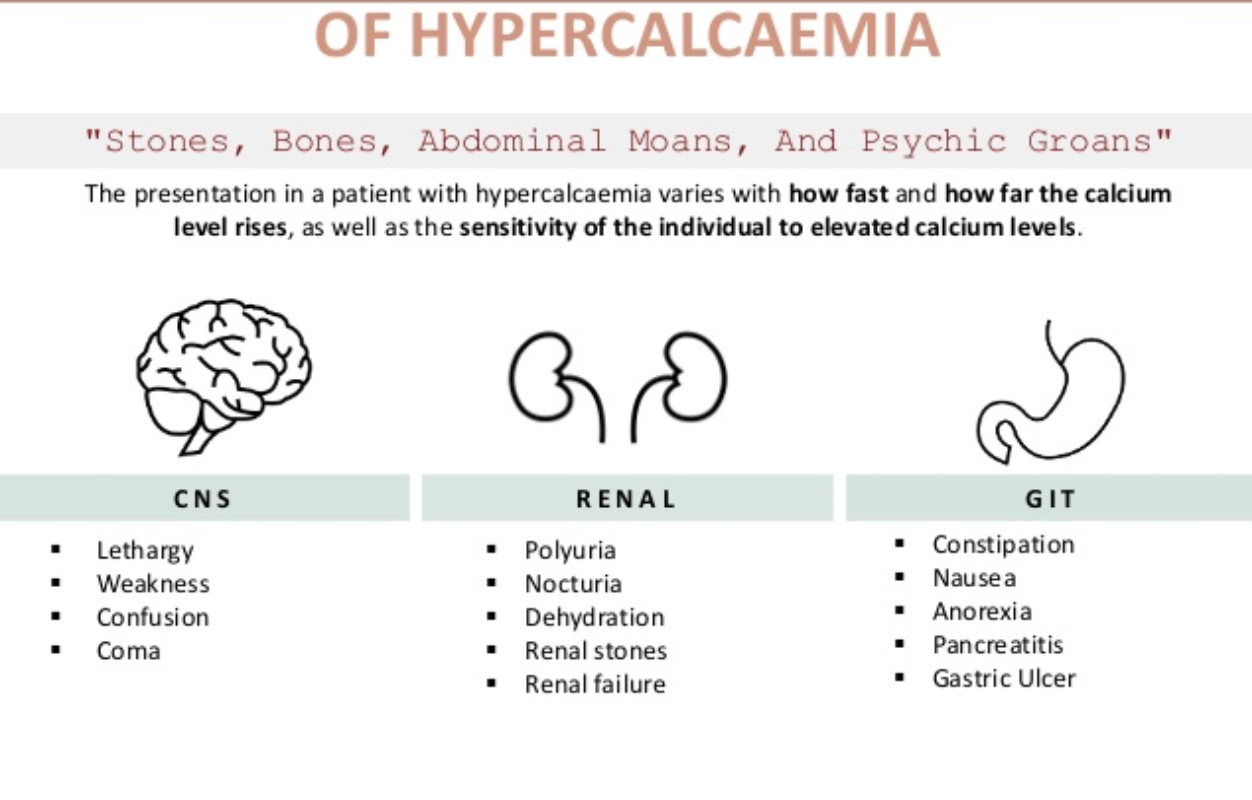 OF HYPERCALCAEMIA
"Stones, Bones, Abdominal Moans, And Psychic Groans"
The presentation in a patient with hypercalcaemia varies with how fast and how far the calcium
level rises, as well as the sensitivity of the individual to elevated calcium levels.
CNS
▪ Lethargy
▪ Weakness
▪ Confusion
▪ Coma
RENAL
▪ Polyuria
▪ Nocturia
▪ Dehydration
▪ Renal stones
▪ Renal failure
GIT
▪ Constipation
▪ Nausea
▪ Anorexia
▪ Pancreatitis
▪ Gastric Ulcer